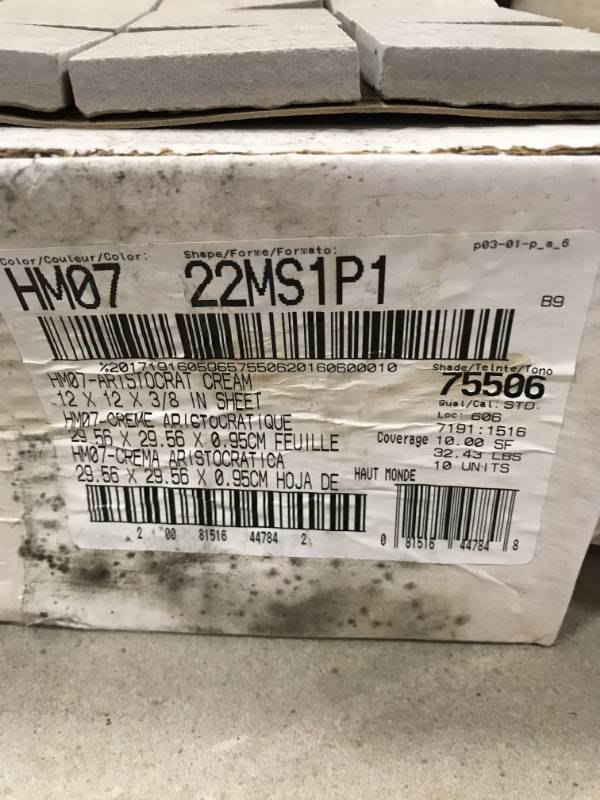 p03-01-p_a_6
Color/Couleur/Color: Shape/Forme/Formato:
HM07 22MS1P1
B9
%20171916059657550620160600010
HM07-ARISTOCRAT CREAM
12 X 12 X 3/8 IN SHEET
HM07-CREME ARISTOCRATIQUE
29.56 X 29.56 X 0.95CM FEUILLE
HM07-CREMA ARISTOCRATICA
29.56 X 29.56 X 0.95CM HOJA DE
Shade/Teinte/Tono
75506
Qual/Cal: STD.
Loc: 606
7191:1516
Coverage 10.00 SF
32.43 LBS
10 UNITS
HAUT MONDE
2 00 81516 44784 2
0 81516 44784 8